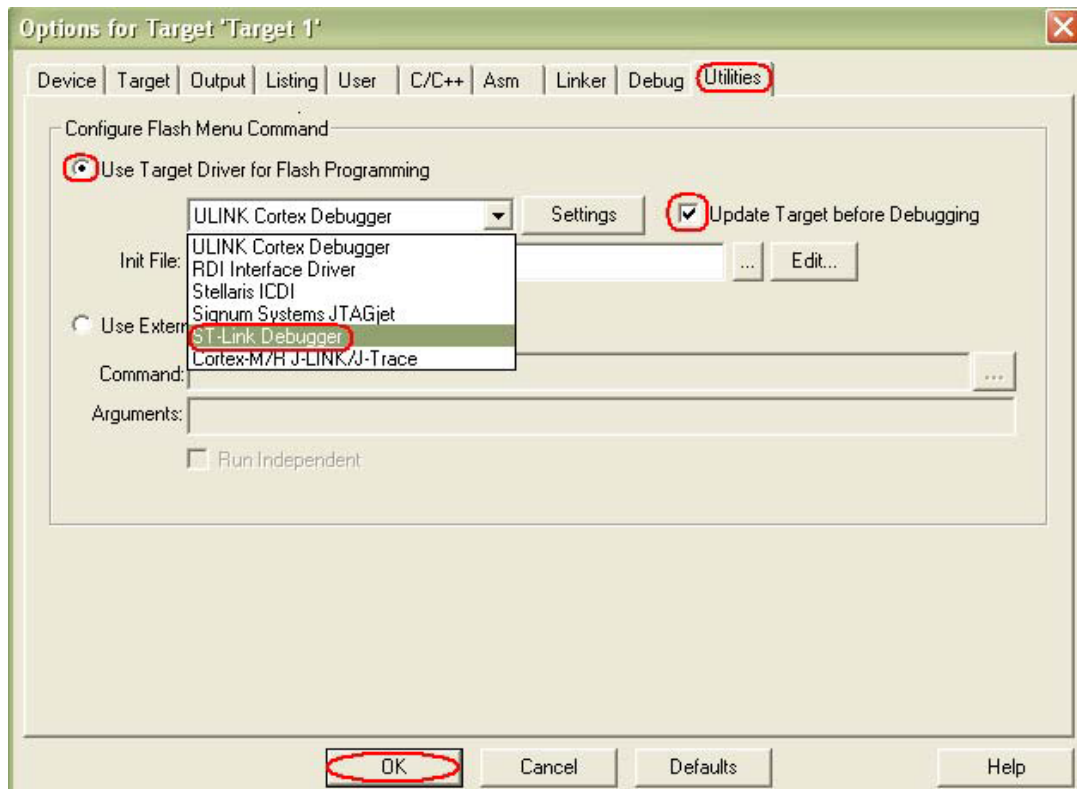 Options for Target 'Target 1'
Device Target Output Listing User C/C++ Asm Linker Debug Utilities
Configure Flash Menu Command
Use Target Driver for Flash Programming
ULINK Cortex Debugger Settings Update Target before Debugging
ULINK Cortex Debugger
Init File: ... Edit...
RDI Interface Driver
Stellaris ICDI
Signum Systems JTAGjet
Use Extern
ST-Link Debugger
Cortex-M/R J-LINK/J-Trace
Command: ...
Arguments:
Run Independent
OK Cancel Defaults Help